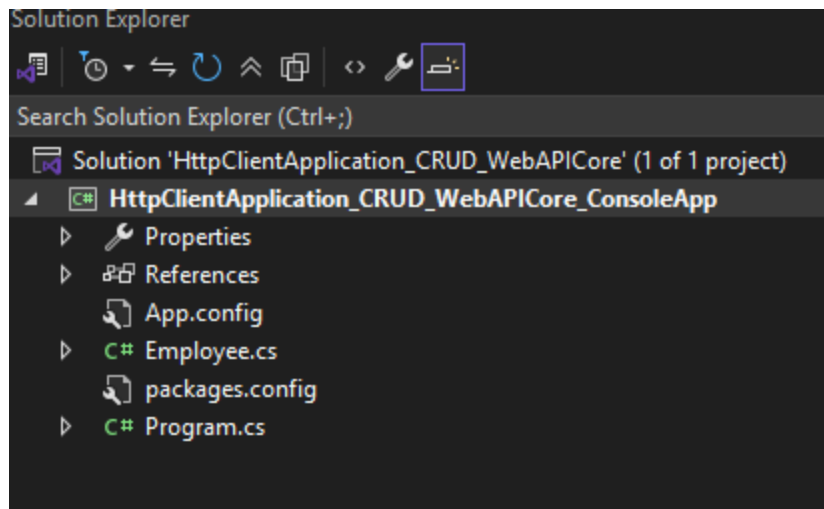 Solution Explorer
Search Solution Explorer (Ctrl+;)
Solution 'HttpClientApplication_CRUD_WebAPICore' (1 of 1 project)
C# HttpClientApplication_CRUD_WebAPICore_ConsoleApp
Properties
References
App.config
C# Employee.cs
packages.config
C# Program.cs